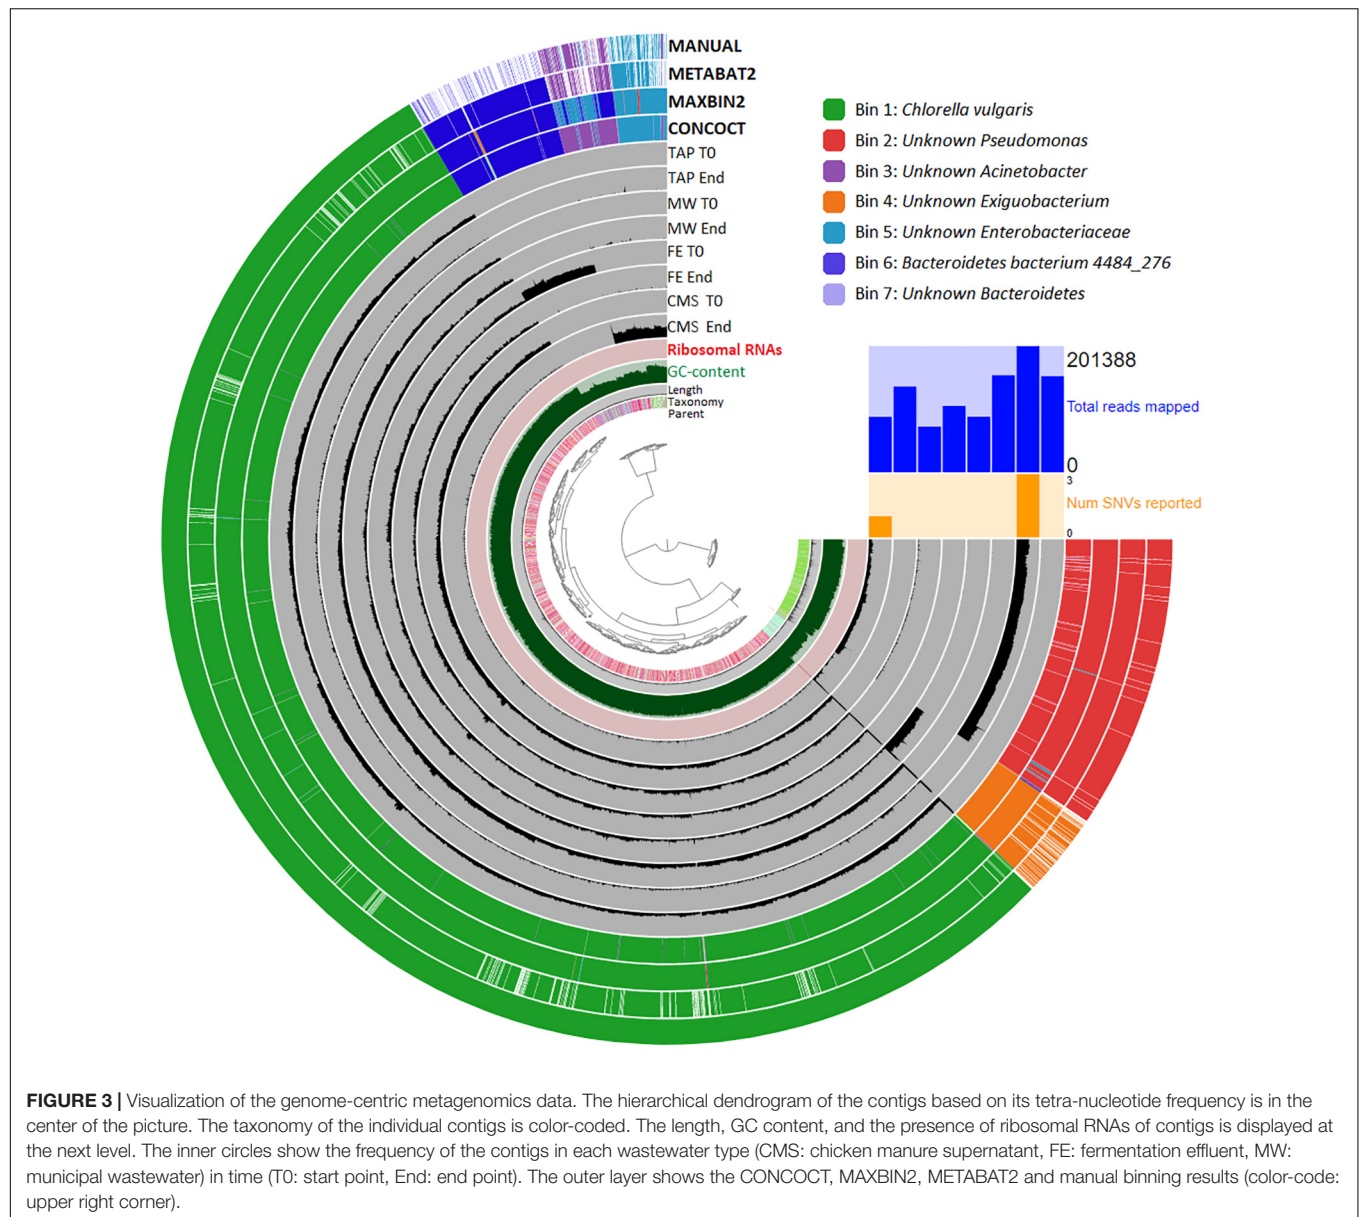 MANUAL
METABAT2
MAXBIN2
CONCOCT
TAP T0
TAP End
MW T0
MW End
FE T0
FE End
CMS T0
CMS End
Ribosomal RNAs
GC-content
Length
Taxonomy
Parent
Bin 1: Chlorella vulgaris
Bin 2: Unknown Pseudomonas
Bin 3: Unknown Acinetobacter
Bin 4: Unknown Exiguobacterium
Bin 5: Unknown Enterobacteriaceae
Bin 6: Bacteroidetes bacterium 4484_276
Bin 7: Unknown Bacteroidetes
201388
Total reads mapped
0
3
Num SNVs reported
0
FIGURE 3 | Visualization of the genome-centric metagenomics data. The hierarchical dendrogram of the contigs based on its tetra-nucleotide frequency is in the
center of the picture. The taxonomy of the individual contigs is color-coded. The length, GC content, and the presence of ribosomal RNAs of contigs is displayed at
the next level. The inner circles show the frequency of the contigs in each wastewater type (CMS: chicken manure supernatant, FE: fermentation effluent, MW:
municipal wastewater) in time (T0: start point, End: end point). The outer layer shows the CONCOCT, MAXBIN2, METABAT2 and manual binning results (color-code:
upper right corner).